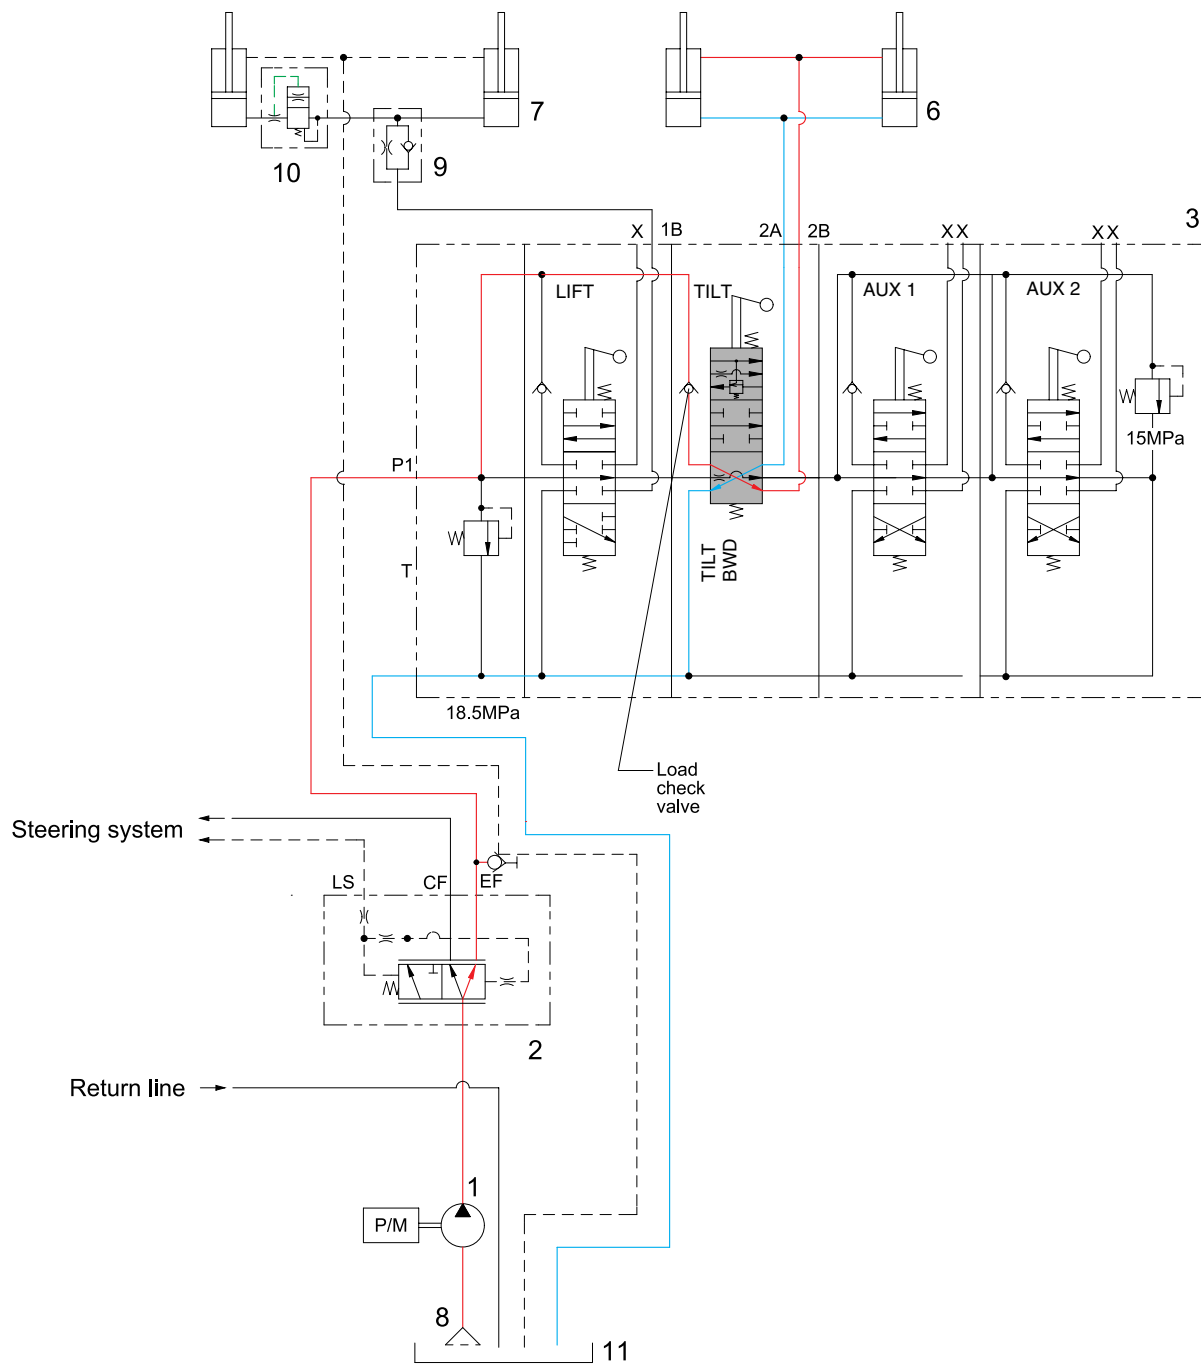 7
6
10
9
3
X
1B
2A
2B
X
X
X
X
LIFT
TILT
AUX 1
AUX 2
15MPa
P1
T
TILT
BWD
18.5MPa
Load
check
valve
Steering system
LS
CF
EF
2
Return line
1
P/M
8
11